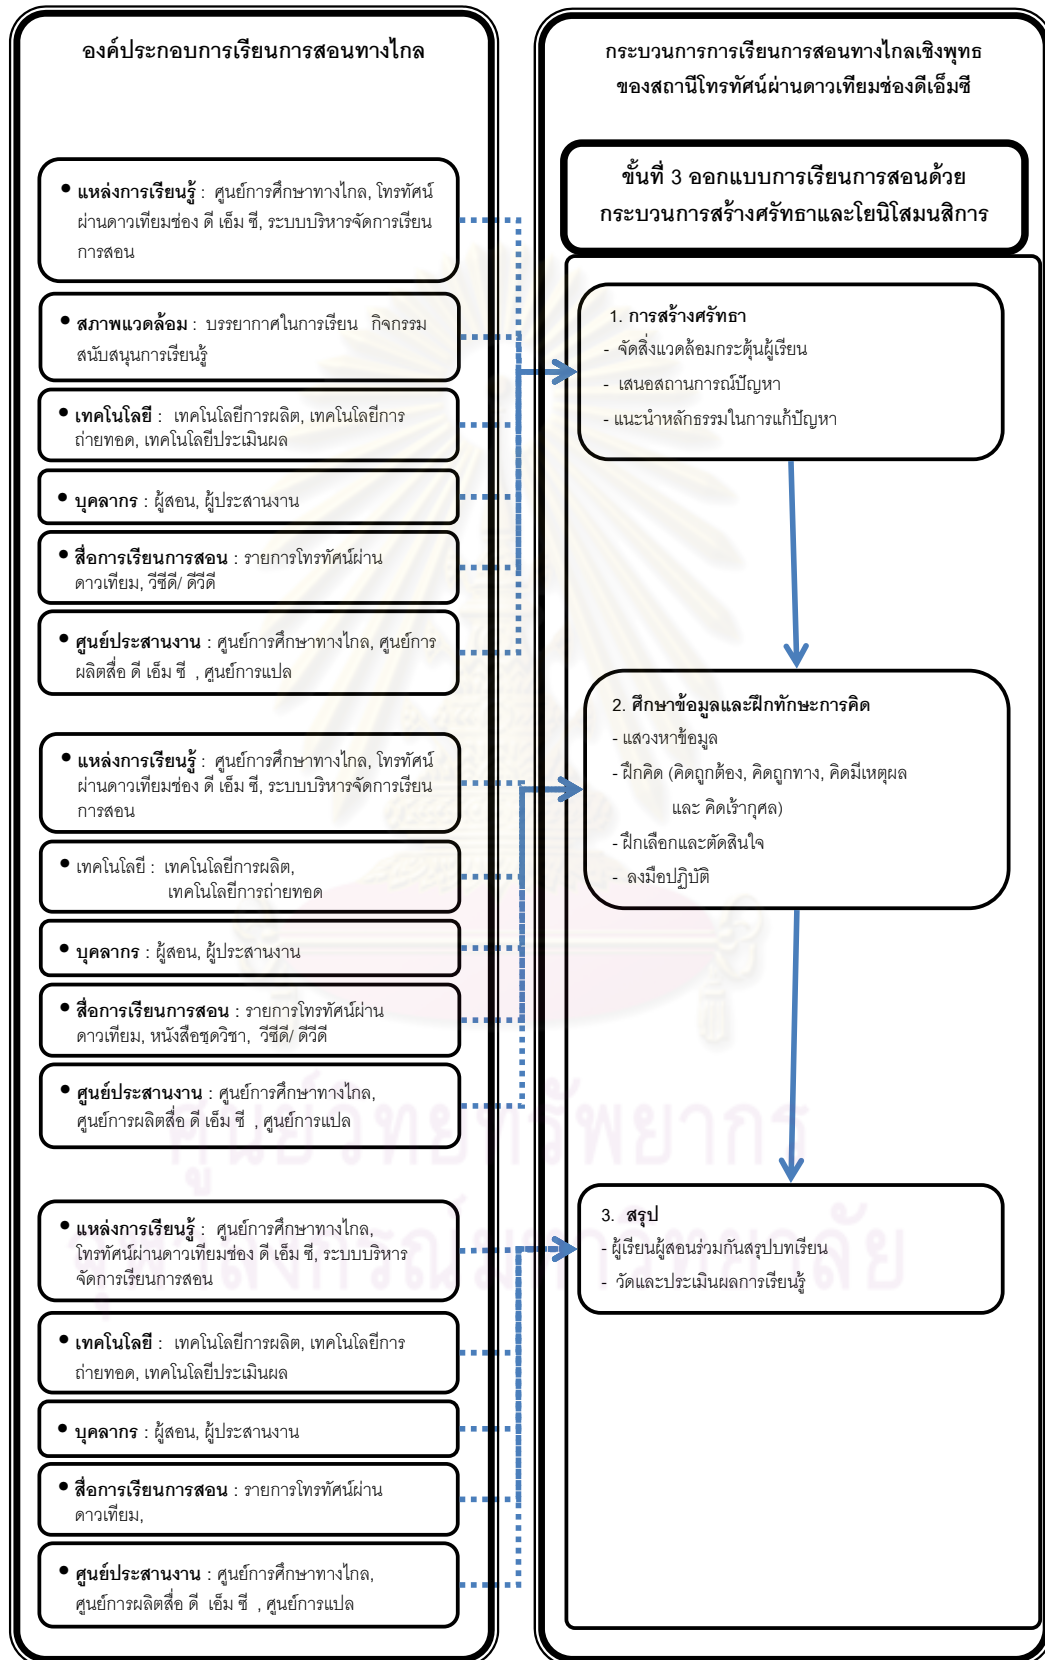 องค์ประกอบการเรียนการสอนทางไกล
• แหล่งการเรียนรู้ : ศูนย์การศึกษาทางไกล, โทรทัศน์
ผ่านดาวเทียมช่อง ดี เอ็ม ซี, ระบบบริหารจัดการเรียน
การสอน
• สภาพแวดล้อม : บรรยากาศในการเรียน กิจกรรม
สนับสนุนการเรียนรู้
• เทคโนโลยี : เทคโนโลยีการผลิต, เทคโนโลยีการ
ถ่ายทอด, เทคโนโลยีประเมินผล
• บุคลากร : ผู้สอน, ผู้ประสานงาน
• สื่อการเรียนการสอน : รายการโทรทัศน์ผ่าน
ดาวเทียม, วีซีดี/ ดีวีดี
• ศูนย์ประสานงาน : ศูนย์การศึกษาทางไกล, ศูนย์การ
ผลิตสื่อ ดี เอ็ม ซี , ศูนย์การแปล
• แหล่งการเรียนรู้ : ศูนย์การศึกษาทางไกล, โทรทัศน์
ผ่านดาวเทียมช่อง ดี เอ็ม ซี, ระบบบริหารจัดการเรียน
การสอน
• เทคโนโลยี : เทคโนโลยีการผลิต,
เทคโนโลยีการถ่ายทอด
• บุคลากร : ผู้สอน, ผู้ประสานงาน
• สื่อการเรียนการสอน : รายการโทรทัศน์ผ่าน
ดาวเทียม, หนังสือชุดวิชา, วีซีดี/ ดีวีดี
• ศูนย์ประสานงาน : ศูนย์การศึกษาทางไกล,
ศูนย์การผลิตสื่อ ดี เอ็ม ซี , ศูนย์การแปล
• แหล่งการเรียนรู้ : ศูนย์การศึกษาทางไกล,
โทรทัศน์ผ่านดาวเทียมช่อง ดี เอ็ม ซี, ระบบบริหาร
จัดการเรียนการสอน
• เทคโนโลยี : เทคโนโลยีการผลิต, เทคโนโลยีการ
ถ่ายทอด, เทคโนโลยีประเมินผล
• บุคลากร : ผู้สอน, ผู้ประสานงาน
• สื่อการเรียนการสอน : รายการโทรทัศน์ผ่าน
ดาวเทียม,
• ศูนย์ประสานงาน : ศูนย์การศึกษาทางไกล,
ศูนย์การผลิตสื่อ ดี เอ็ม ซี , ศูนย์การแปล
กระบวนการการเรียนการสอนทางไกลเชิงพุทธ
ของสถานีโทรทัศน์ผ่านดาวเทียมช่องดีเอ็มซี
ขั้นที่ 3 ออกแบบการเรียนการสอนด้วย
กระบวนการสร้างศรัทธาและโยนิโสมนสิการ
1. การสร้างศรัทธา
- จัดสิ่งแวดล้อมกระตุ้นผู้เรียน
- เสนอสถานการณ์ปัญหา
- แนะนำหลักธรรมในการแก้ปัญหา
2. ศึกษาข้อมูลและฝึกทักษะการคิด
- แสวงหาข้อมูล
- ฝึกคิด (คิดถูกต้อง, คิดถูกทาง, คิดมีเหตุผล
และ คิดเร้ากุศล)
- ฝึกเลือกและตัดสินใจ
- ลงมือปฏิบัติ
3. สรุป
- ผู้เรียนผู้สอนร่วมกันสรุปบทเรียน
- วัดและประเมินผลการเรียนรู้
ศูนย์วิทยทรัพยากร
จุฬาลงกรณ์มหาวิทยาลัย